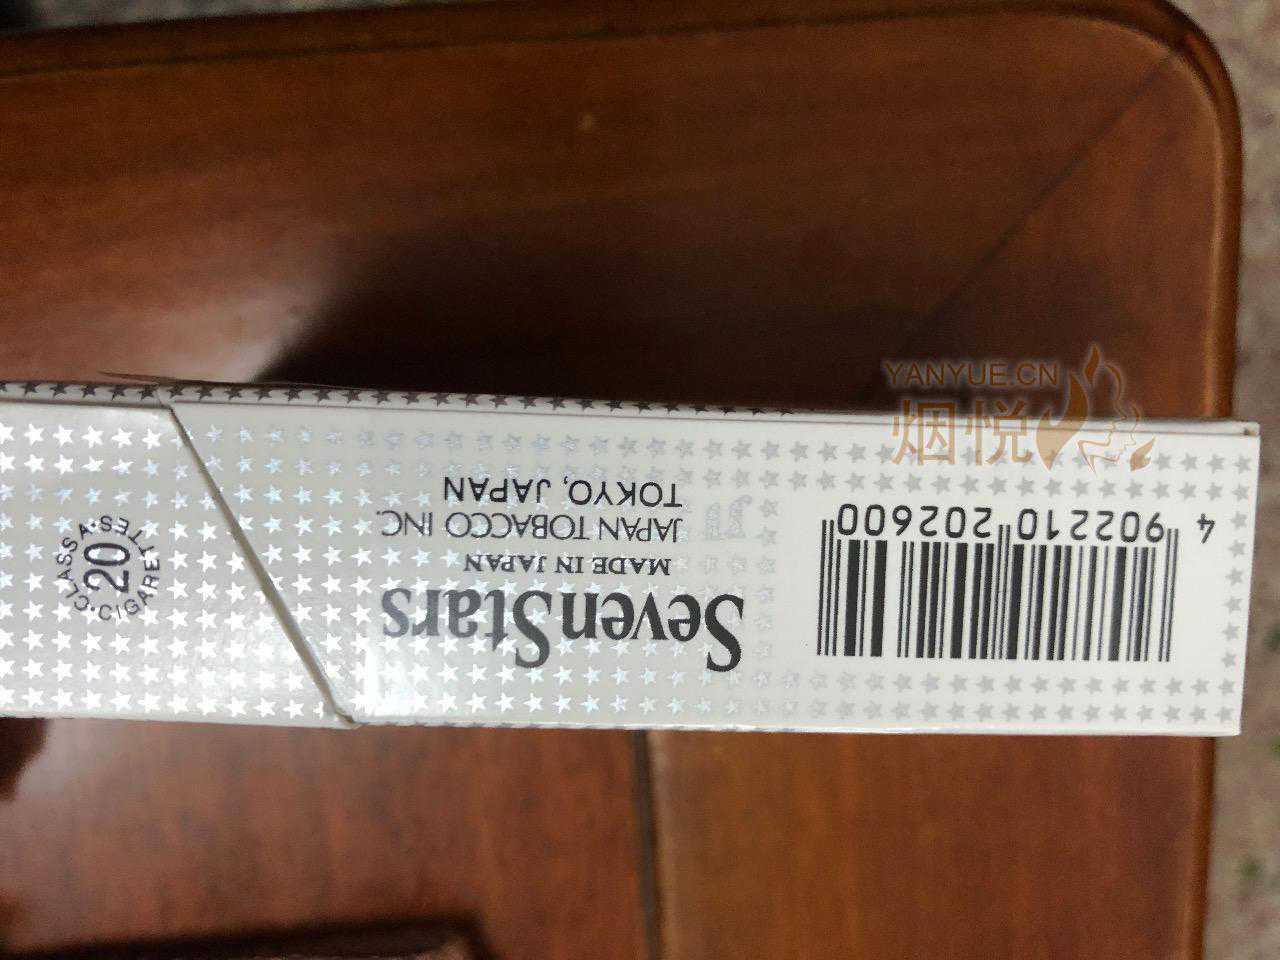 SevenStars
MADE IN JAPAN
JAPAN TOBACCO INC.
TOKYO, JAPAN
4 902210 202600
20
CLASS A • CIGARETTES •
YANYUE.CN
烟悦